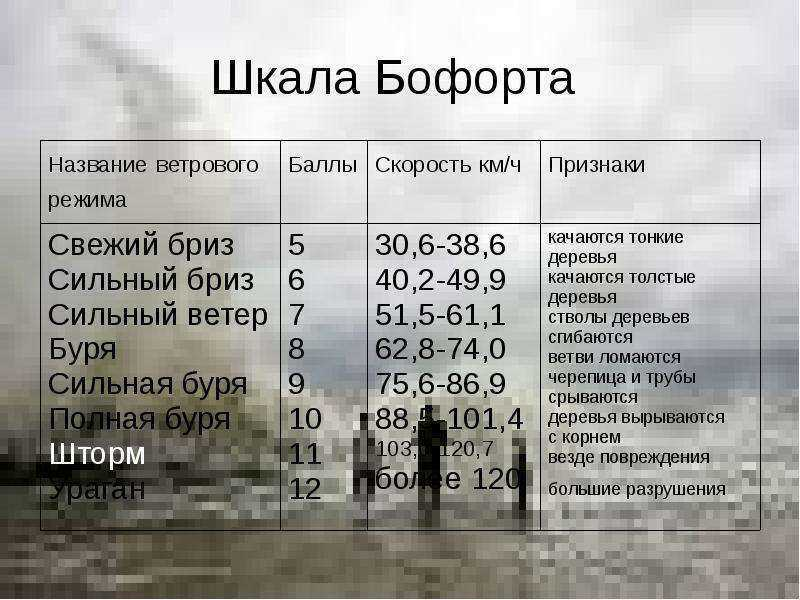 Шкала Бофорта
Название ветрового режима
Баллы
Скорость км/ч
Признаки
Свежий бриз
Сильный бриз
Сильный ветер
Буря
Сильная буря
Полная буря
Шторм
Ураган
5
6
7
8
9
10
11
12
30,6-38,6
40,2-49,9
51,5-61,1
62,8-74,0
75,6-86,9
88,5-101,4
120,7
более 120
качаются тонкие
деревья
качаются толстые
деревья
стволы деревьев
сгибаются
ветви ломаются
черепица и трубы
срываются
деревья вырываются
с корнем
везде повреждения
большие разрушения